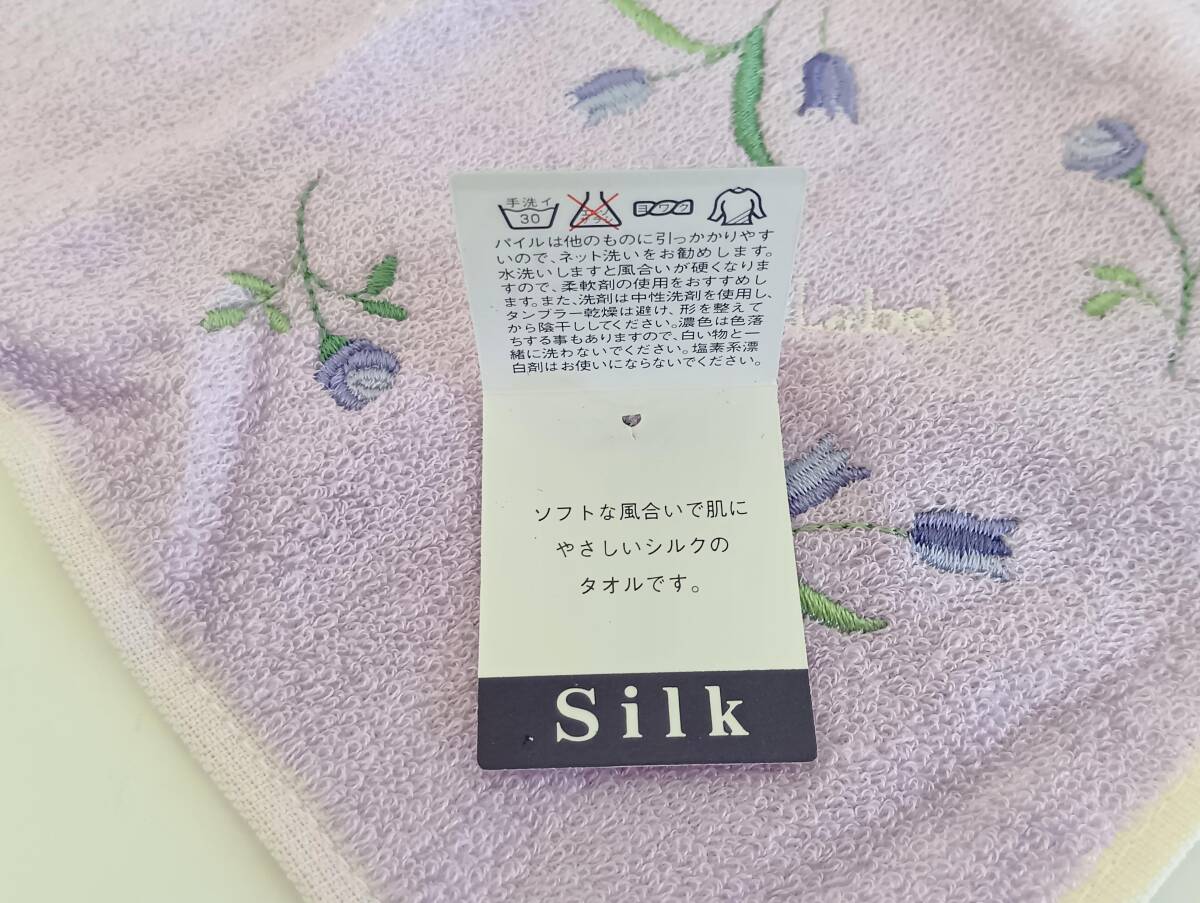 手洗イ
30
エンソ
サラシ
ヨワク
パイルは他のものに引っかかりやす
いので、ネット洗いをお勧めします。
水洗いしますと風合いが硬くなりま
すので、柔軟剤の使用をおすすめし
ます。また、洗剤は中性洗剤を使用し、
タンブラー乾燥は避け、形を整えて
から陰干ししてください。濃色は色落
ちする事もありますので、白い物と一
緒に洗わないでください。塩素系漂
白剤はお使いにならないでください。
Label
ソフトな風合いで肌に
やさしいシルクの
タオルです。
Silk